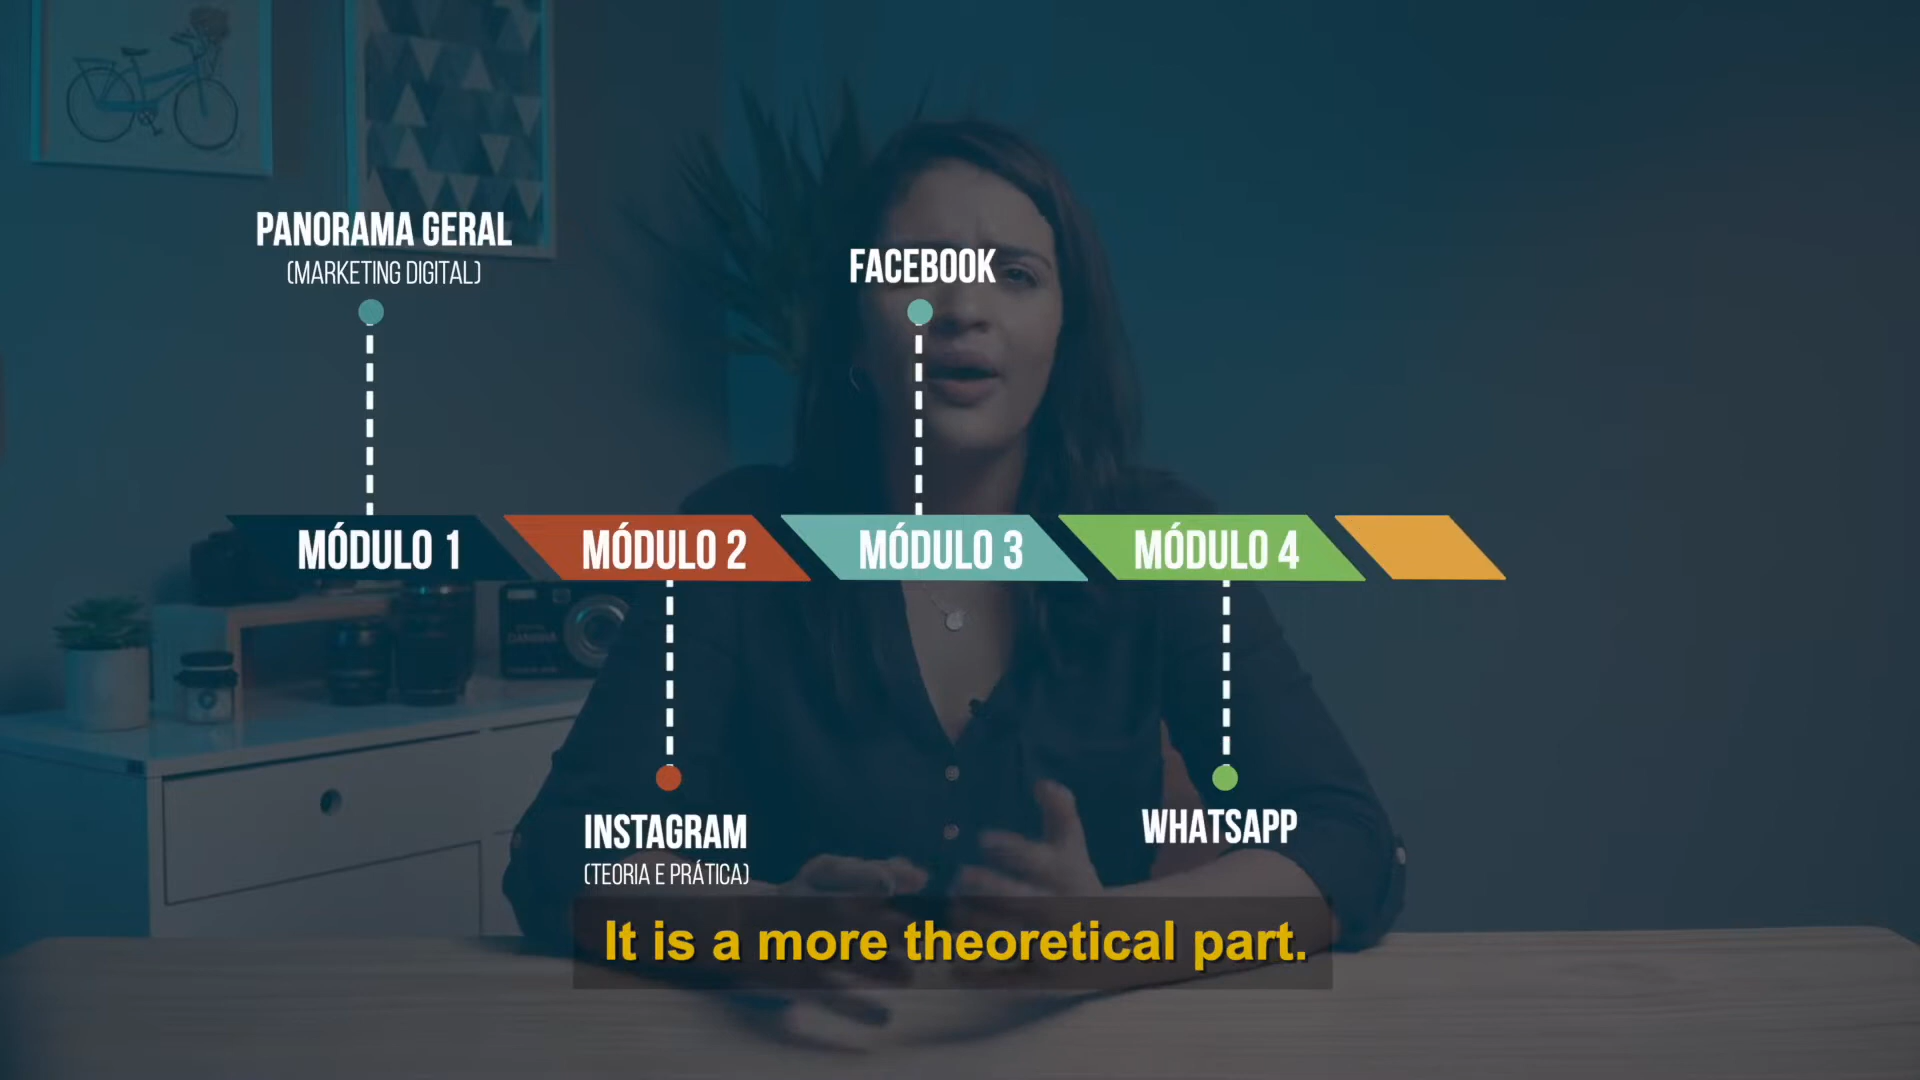 PANORAMA GERAL
(MARKETING DIGITAL)
FACEBOOK
MÓDULO 1
MÓDULO 2
MÓDULO 3
MÓDULO 4
INSTAGRAM
(TEORIA E PRÁTICA)
WHATSAPP
It is a more theoretical part.